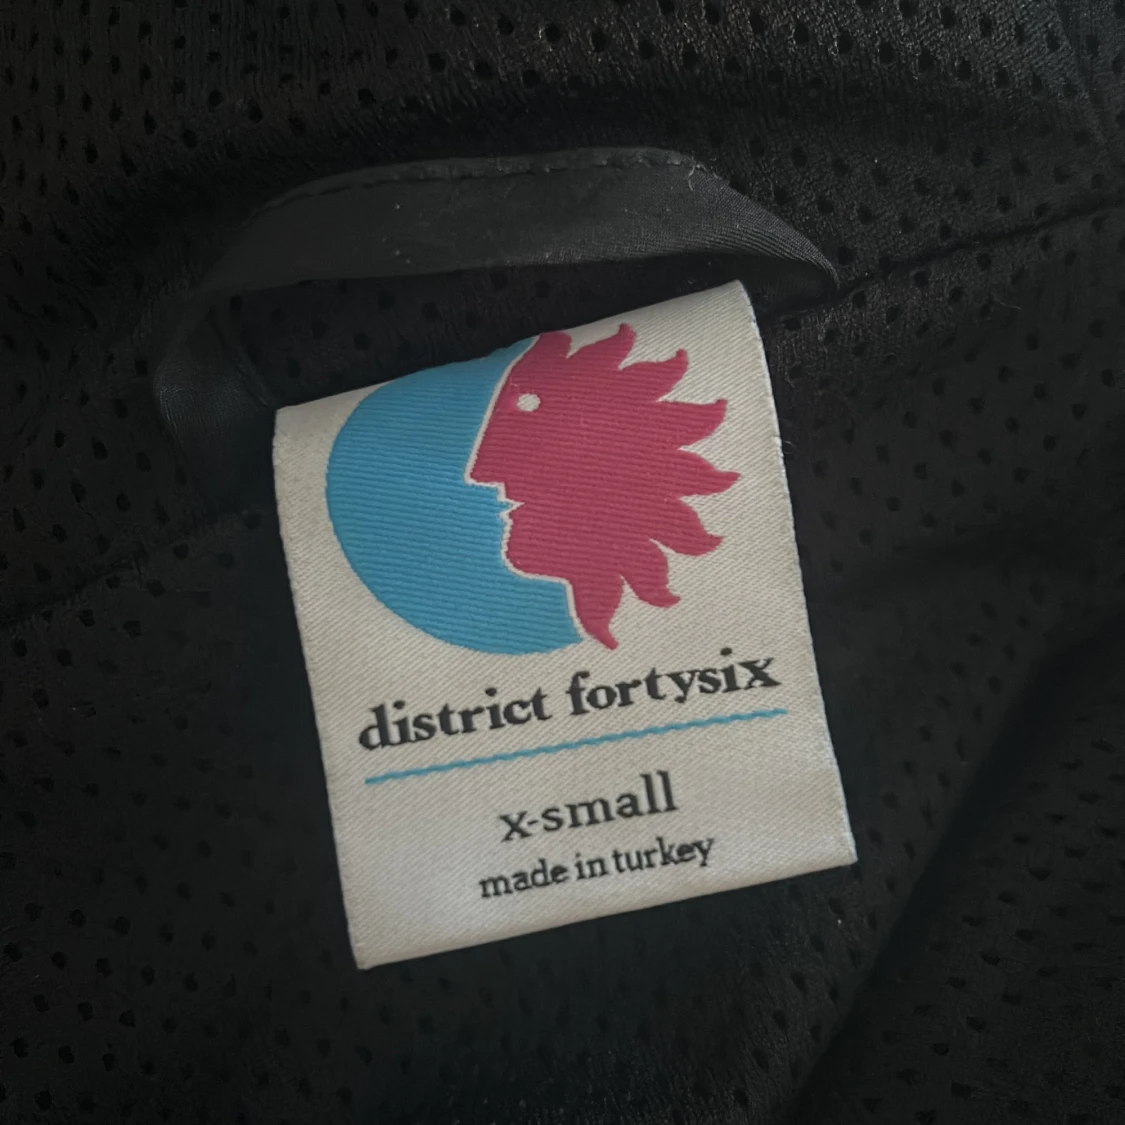 district fortysix
x-small
made in turkey